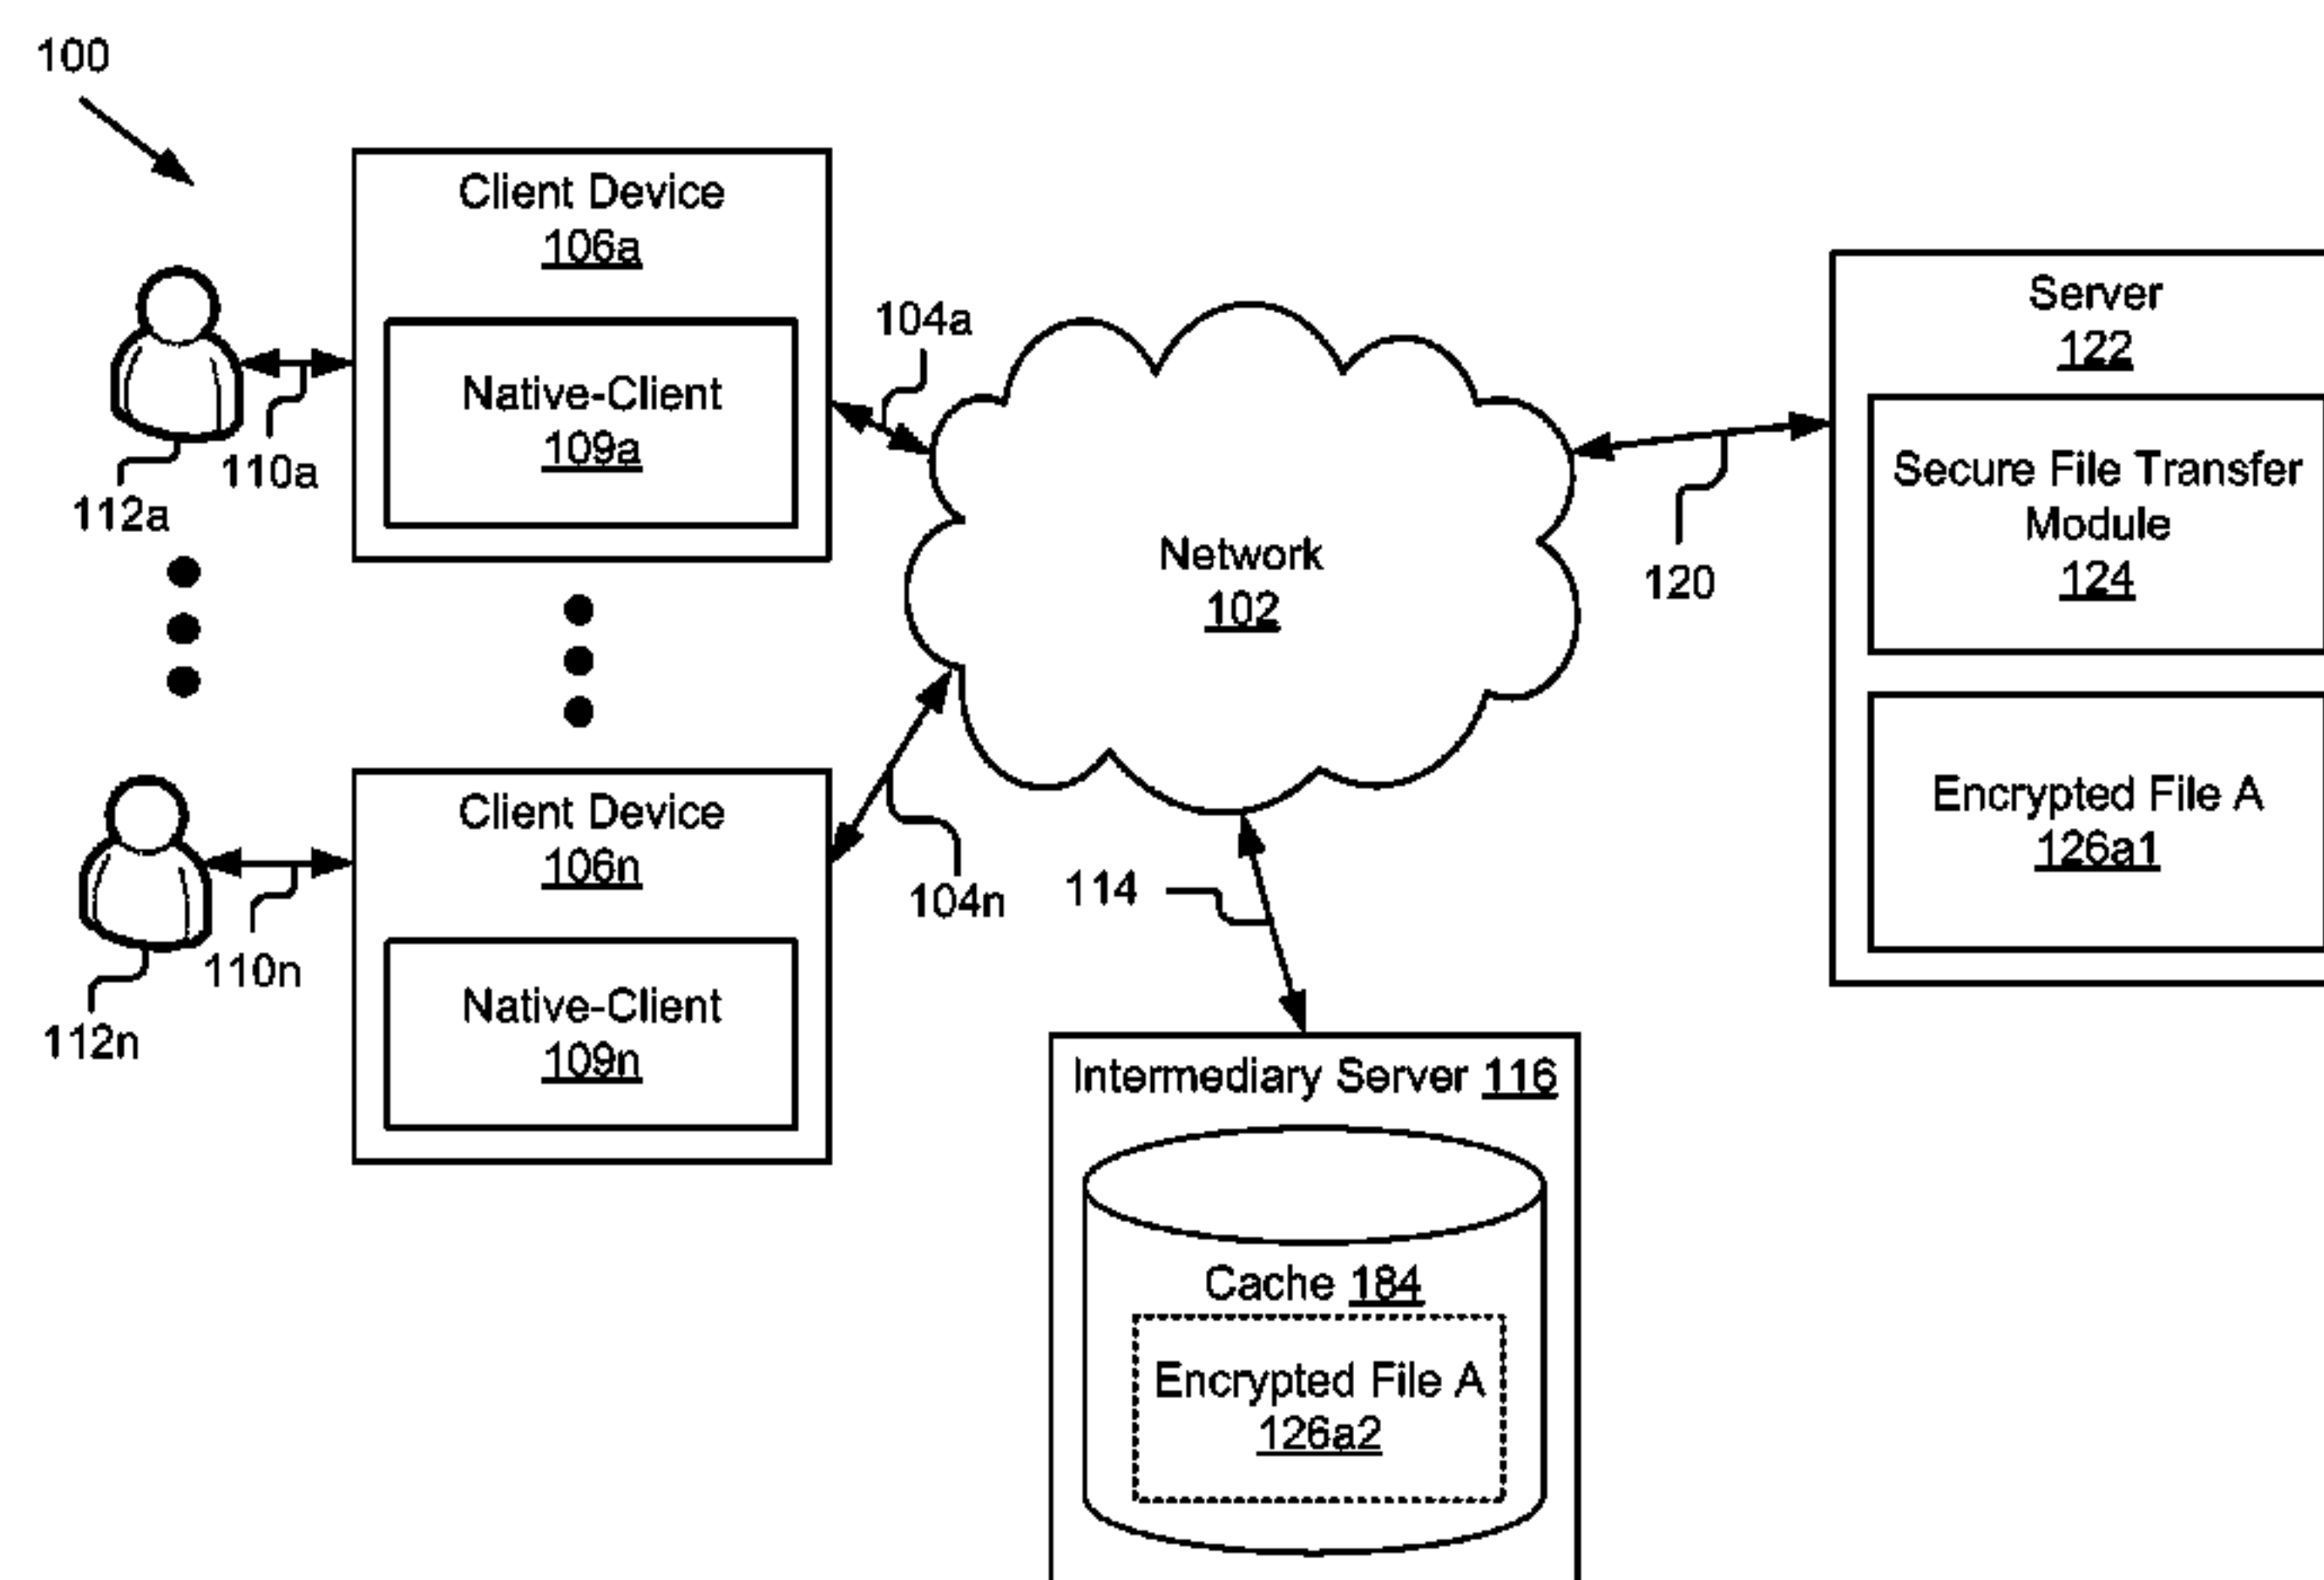 100
Client Device
106a
Native-Client
109a
110a
112a
104a
Network
102
Server
122
Secure File Transfer
Module
124
120
Encrypted File A
126a1
Client Device
106n
Native-Client
109n
110n
112n
104n
114
Intermediary Server 116
Cache 184
Encrypted File A
126a2